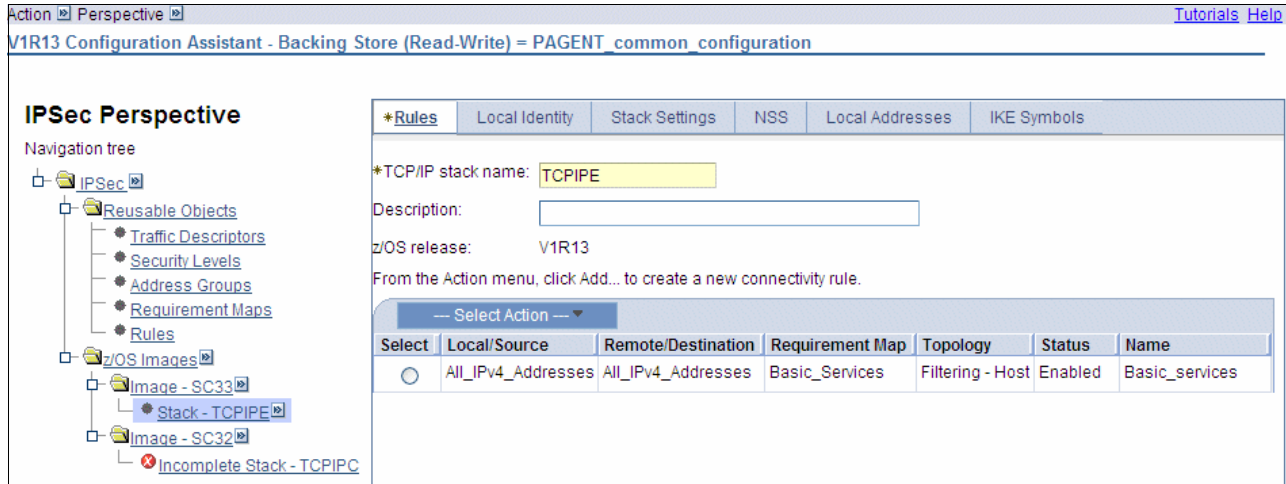 Action Perspective Tutorials Help
V1R13 Configuration Assistant - Backing Store (Read-Write) = PAGENT_common_configuration
IPSec Perspective
Navigation tree
IPSec
Reusable Objects
Traffic Descriptors
Security Levels
Address Groups
Requirement Maps
Rules
z/OS Images
Image - SC33
Stack - TCPIPE
Image - SC32
Incomplete Stack - TCPIPC
*Rules Local Identity Stack Settings NSS Local Addresses IKE Symbols
*TCP/IP stack name: TCPIPE
Description:
z/OS release: V1R13
From the Action menu, click Add... to create a new connectivity rule.
--- Select Action ---
Select Local/Source Remote/Destination Requirement Map Topology Status Name
All_IPv4_Addresses All_IPv4_Addresses Basic_Services Filtering - Host Enabled Basic_services